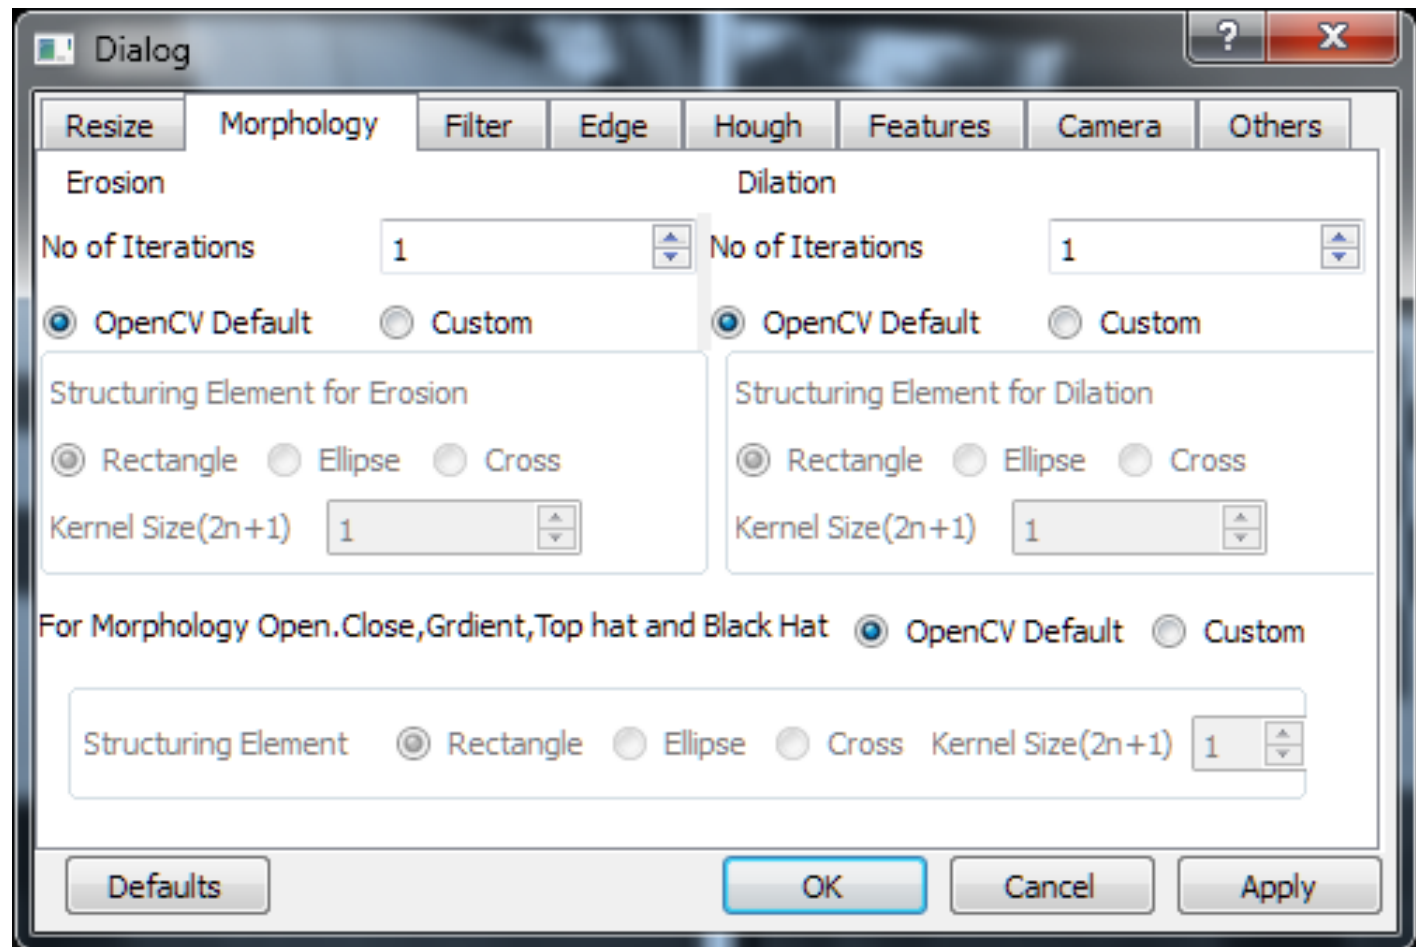 Dialog
?
X
Resize Morphology Filter Edge Hough Features Camera Others
Erosion
Dilation
No of Iterations 1
No of Iterations 1
OpenCV Default Custom
OpenCV Default Custom
Structuring Element for Erosion
Rectangle Ellipse Cross
Kernel Size(2n+1) 1
Structuring Element for Dilation
Rectangle Ellipse Cross
Kernel Size(2n+1) 1
For Morphology Open.Close,Grdient,Top hat and Black Hat OpenCV Default Custom
Structuring Element Rectangle Ellipse Cross Kernel Size(2n+1) 1
Defaults OK Cancel Apply